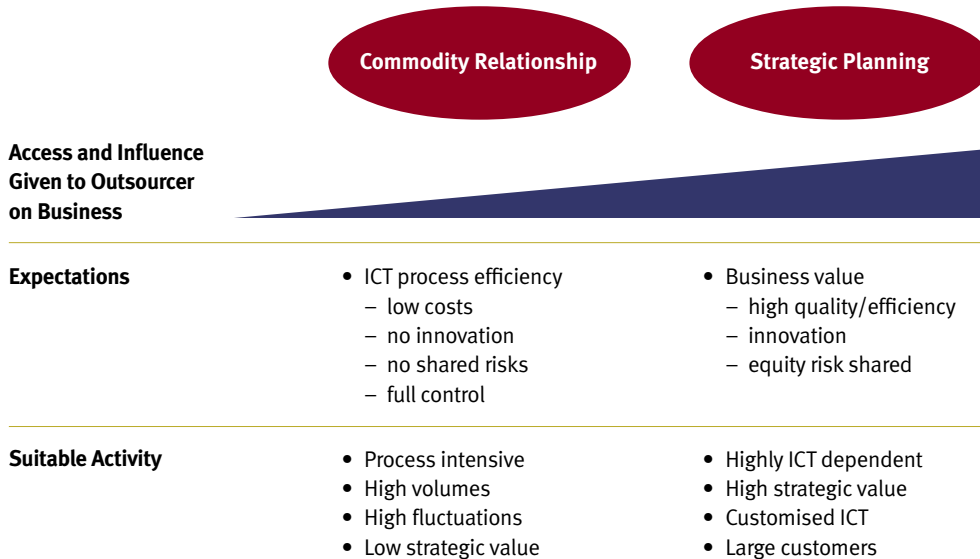 Commodity Relationship
Strategic Planning
Access and Influence
Given to Outsourcer
on Business
Expectations
• ICT process efficiency
– low costs
– no innovation
– no shared risks
– full control
• Business value
– high quality/efficiency
– innovation
– equity risk shared
Suitable Activity
• Process intensive
• High volumes
• High fluctuations
• Low strategic value
• Highly ICT dependent
• High strategic value
• Customised ICT
• Large customers